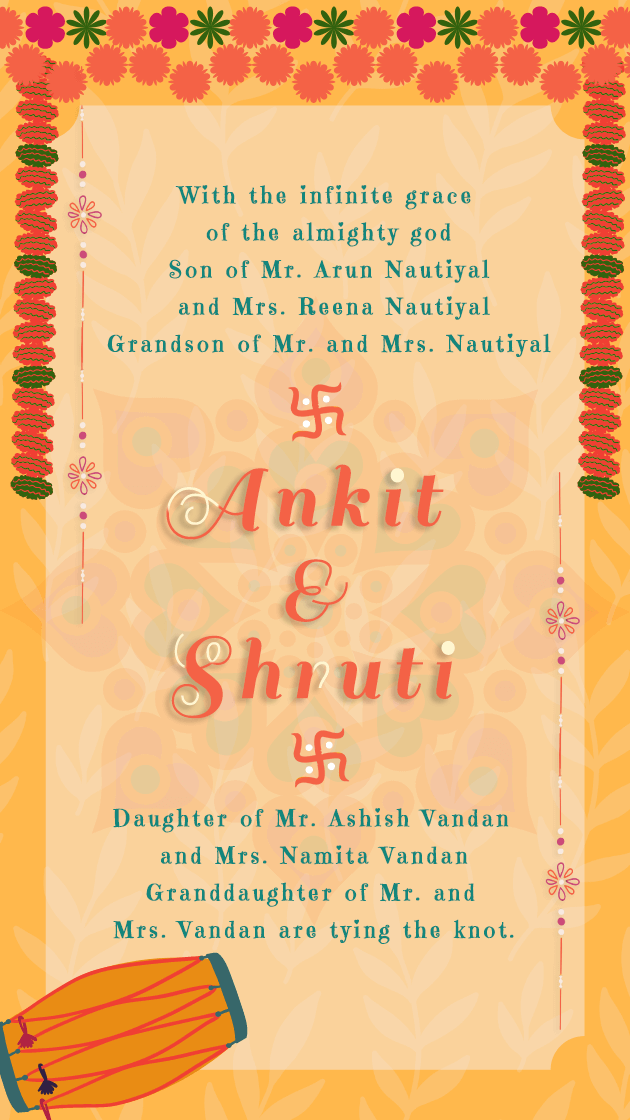 With the infinite grace
of the almighty god
Son of Mr. Arun Nautiyal
and Mrs. Reena Nautiyal
Grandson of Mr. and Mrs. Nautiyal
Ankit
&
Shruti
Daughter of Mr. Ashish Vandan
and Mrs. Namita Vandan
Granddaughter of Mr. and
Mrs. Vandan are tying the knot.